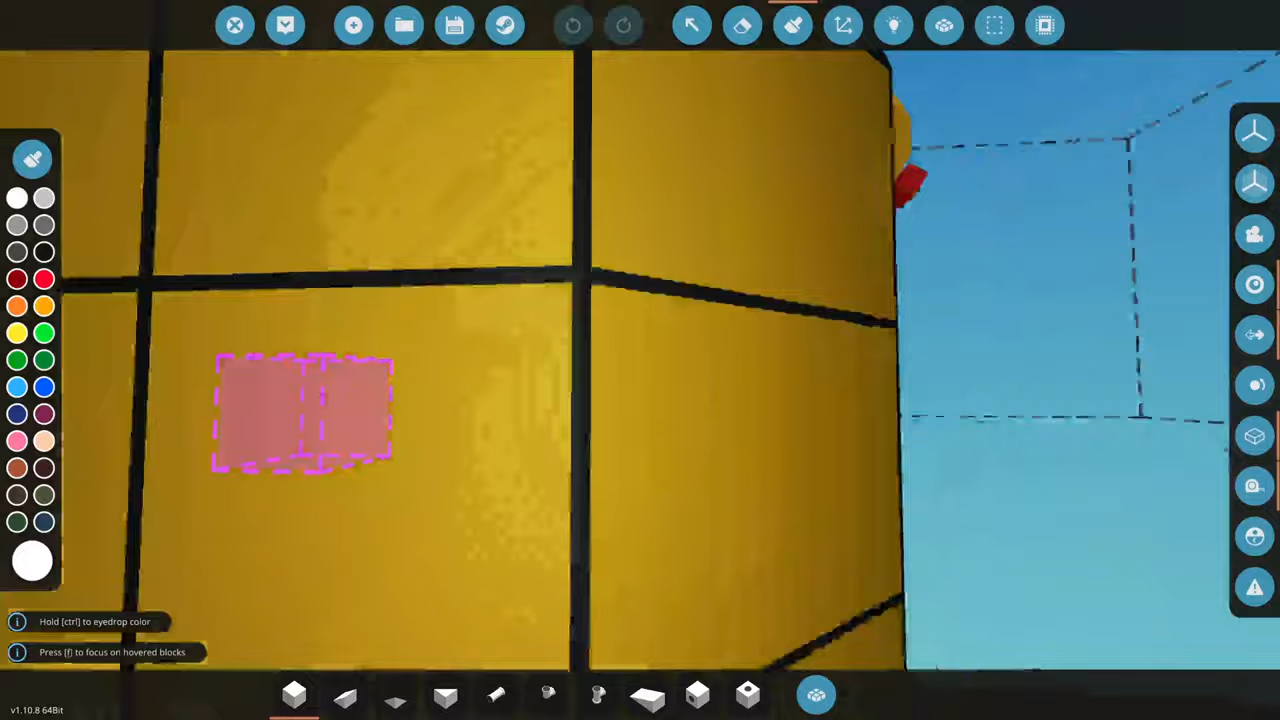 Hold [ctrl] to eyedrop color
Press [f] to focus on hovered blocks
v1.10.8 64Bit